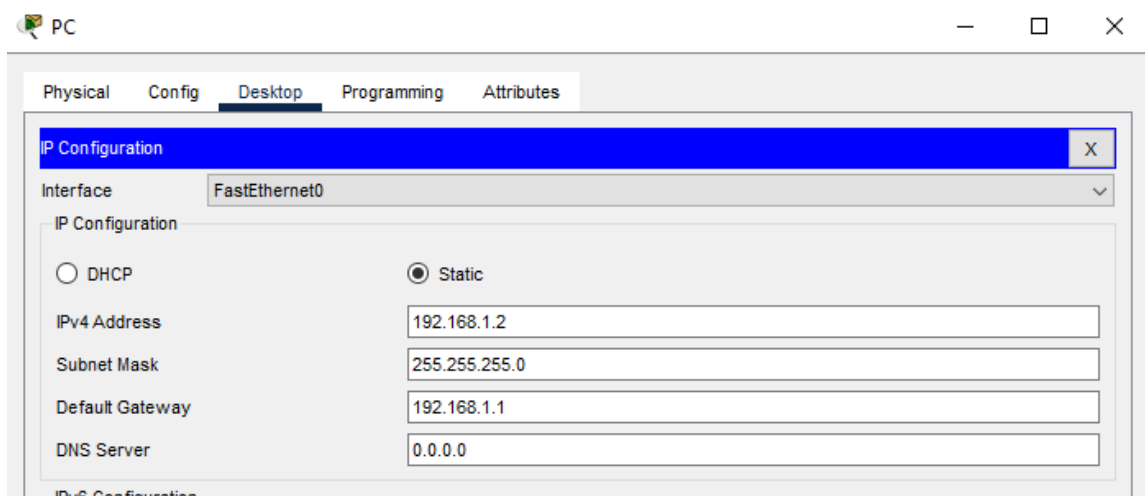 PC
Physical Config Desktop Programming Attributes
IP Configuration X
Interface FastEthernet0
IP Configuration
DHCP Static
IPv4 Address 192.168.1.2
Subnet Mask 255.255.255.0
Default Gateway 192.168.1.1
DNS Server 0.0.0.0
IPv6 Configuration